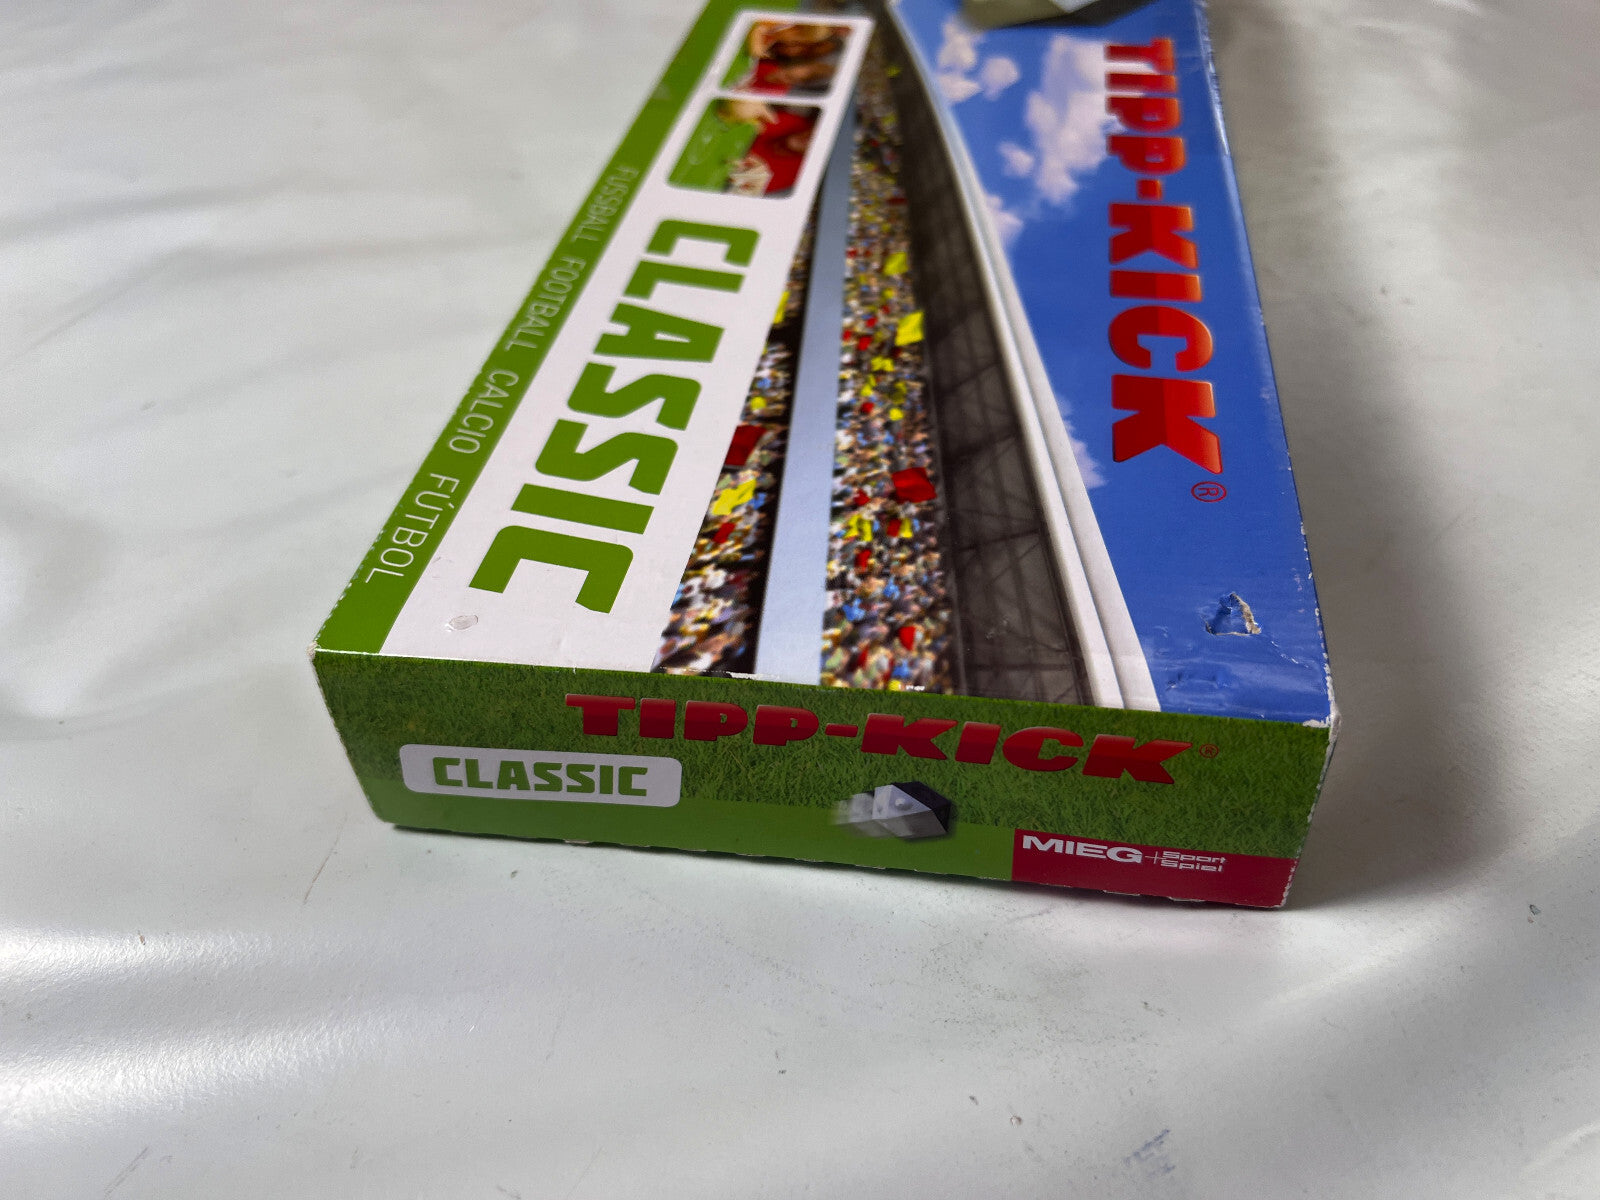 TIPP-KICK®
CLASSIC
FUSSBALL FOOTBALL CALCIO FÚTBOL
TIPP-KICK®
CLASSIC
MIEG + Sport
Spiel